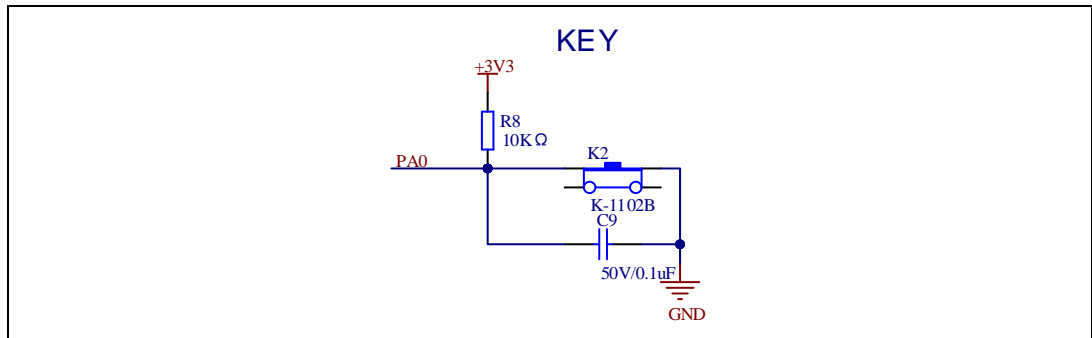 KEY
+3V3
R8
10KΩ
PA0
K2
K-1102B
C9
50V/0.1uF
GND